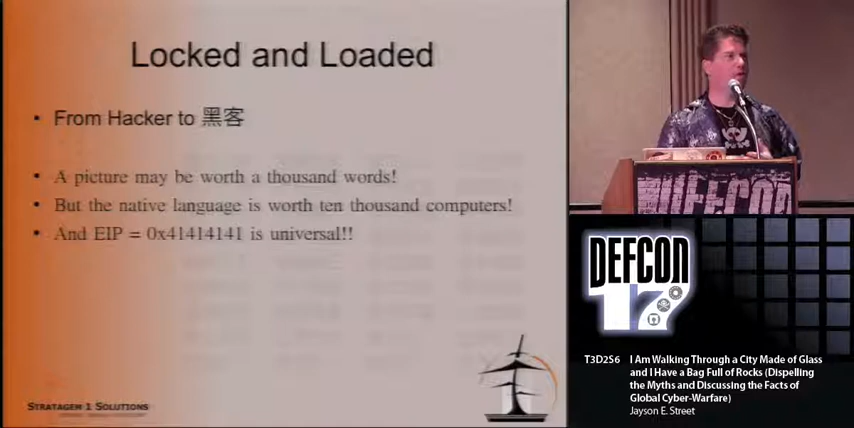 Locked and Loaded
• From Hacker to 黑客
• A picture may be worth a thousand words!
• But the native language is worth ten thousand computers!
• And EIP = 0x41414141 is universal!!
STRATAGEM 1 SOLUTIONS
DEFCON
DEFCON
17
T3D2S6 I Am Walking Through a City Made of Glass
and I Have a Bag Full of Rocks (Dispelling
the Myths and Discussing the Facts of
Global Cyber-Warfare)
Jayson E. Street